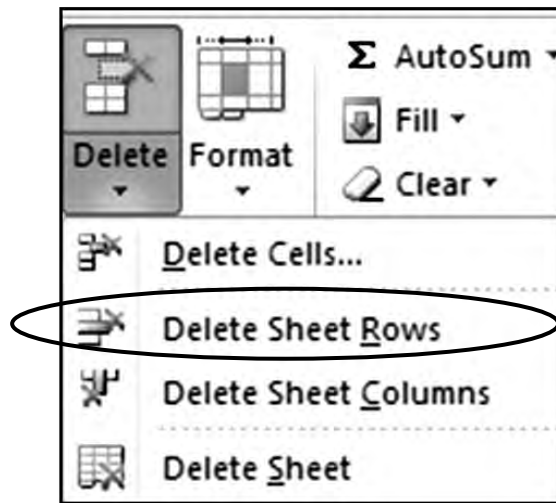 Σ AutoSum
Fill
Clear
Delete Format
Delete Cells...
Delete Sheet Rows
Delete Sheet Columns
Delete Sheet